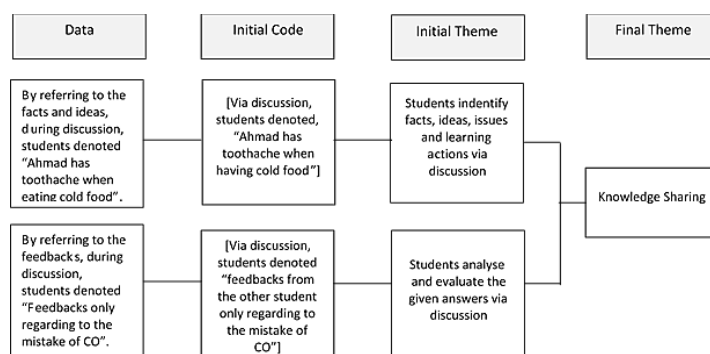 Data
Initial Code
Initial Theme
Final Theme
By referring to the
facts and ideas,
during discussion,
students denoted
“Ahmad has
toothache when
eating cold food”.
[Via discussion,
students denoted,
“Ahmad has
toothache when
having cold food”]
Students indentify
facts, ideas, issues
and learning
actions via
discussion
Knowledge Sharing
By referring to the
feedbacks, during
discussion,
students denoted
“Feedbacks only
regarding to the
mistake of CO”.
[Via discussion,
students denoted
“feedbacks from
the other student
only regarding to
the mistake of
CO”]
Students analyse
and evaluate the
given answers via
discussion